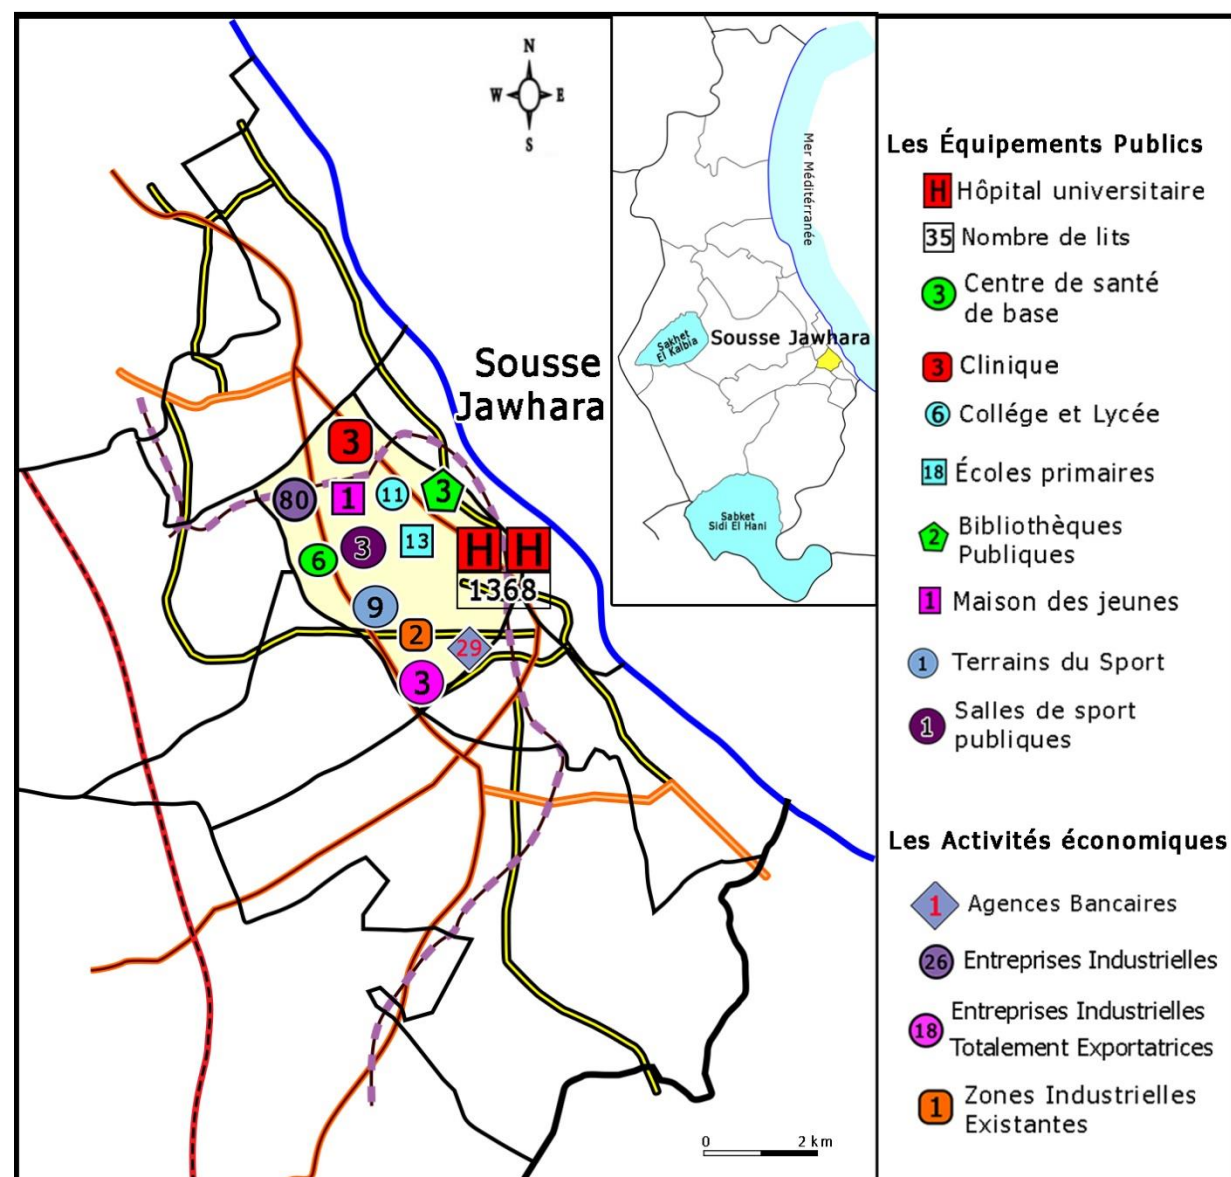 N
W
E
S
Sousse
Jawhara
3
80
1
11
3
6
3
13
H H
1368
9
2
29
3
Mer Méditérranée
Sakhet
El Kalbia
Sousse Jawhara
Sabket
Sidi El Hani
0 2 km
Les Équipements Publics
H Hôpital universitaire
35 Nombre de lits
3 Centre de santé
de base
3 Clinique
6 Collége et Lycée
18 Écoles primaires
2 Bibliothèques
Publiques
1 Maison des jeunes
1 Terrains du Sport
1 Salles de sport
publiques
Les Activités économiques
1 Agences Bancaires
26 Entreprises Industrielles
18 Entreprises Industrielles
Totalement Exportatrices
1 Zones Industrielles
Existantes